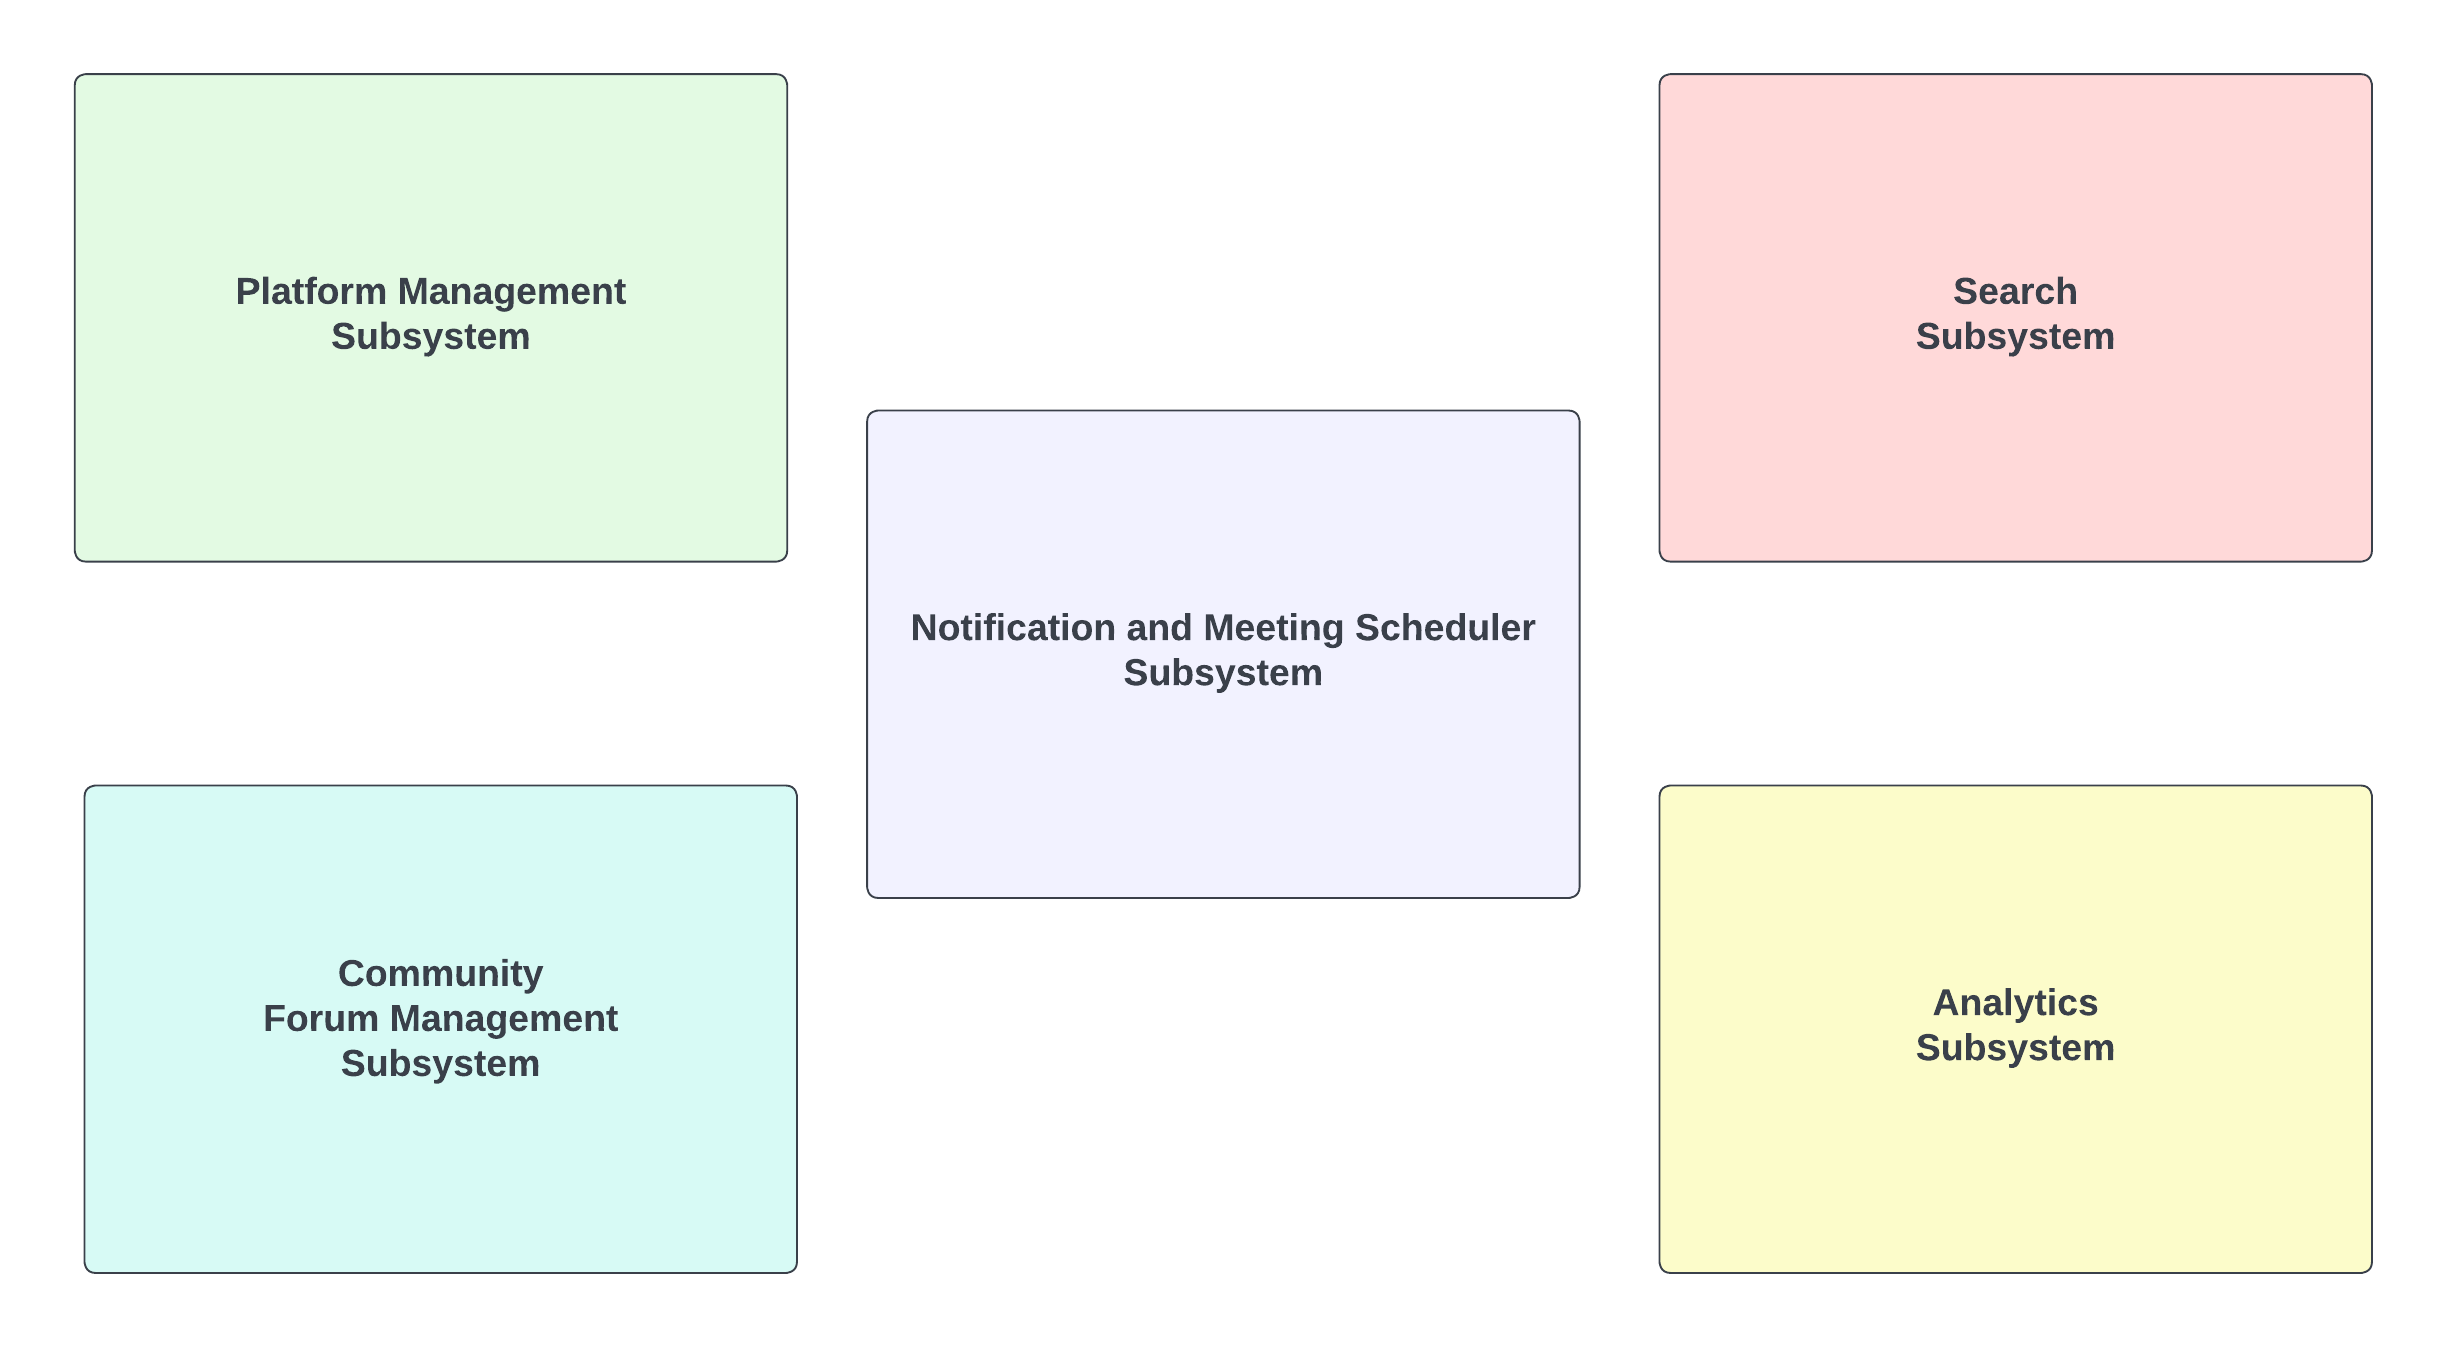 Platform Management
Subsystem
Search
Subsystem
Notification and Meeting Scheduler
Subsystem
Community
Forum Management
Subsystem
Analytics
Subsystem